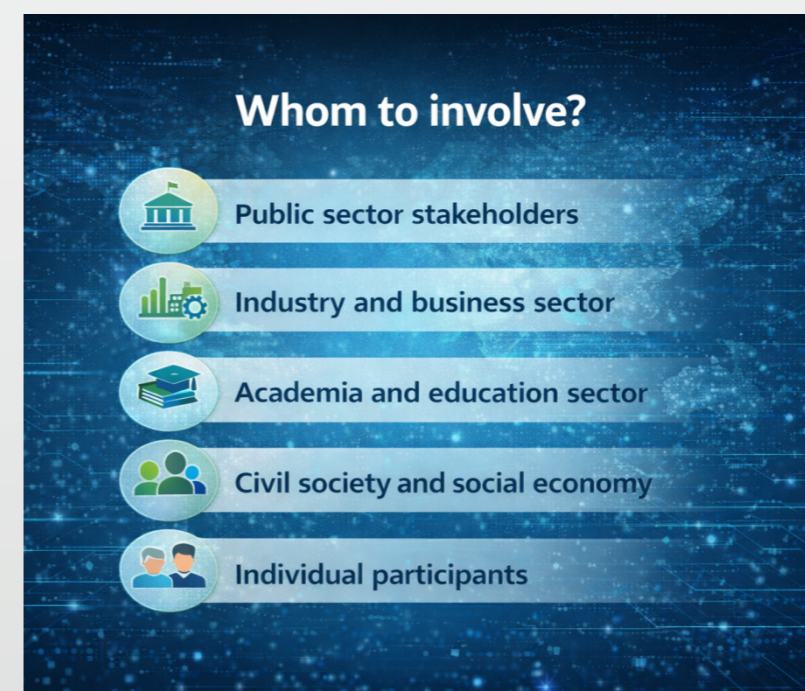 Whom to involve?
Public sector stakeholders
Industry and business sector
Academia and education sector
Civil society and social economy
Individual participants